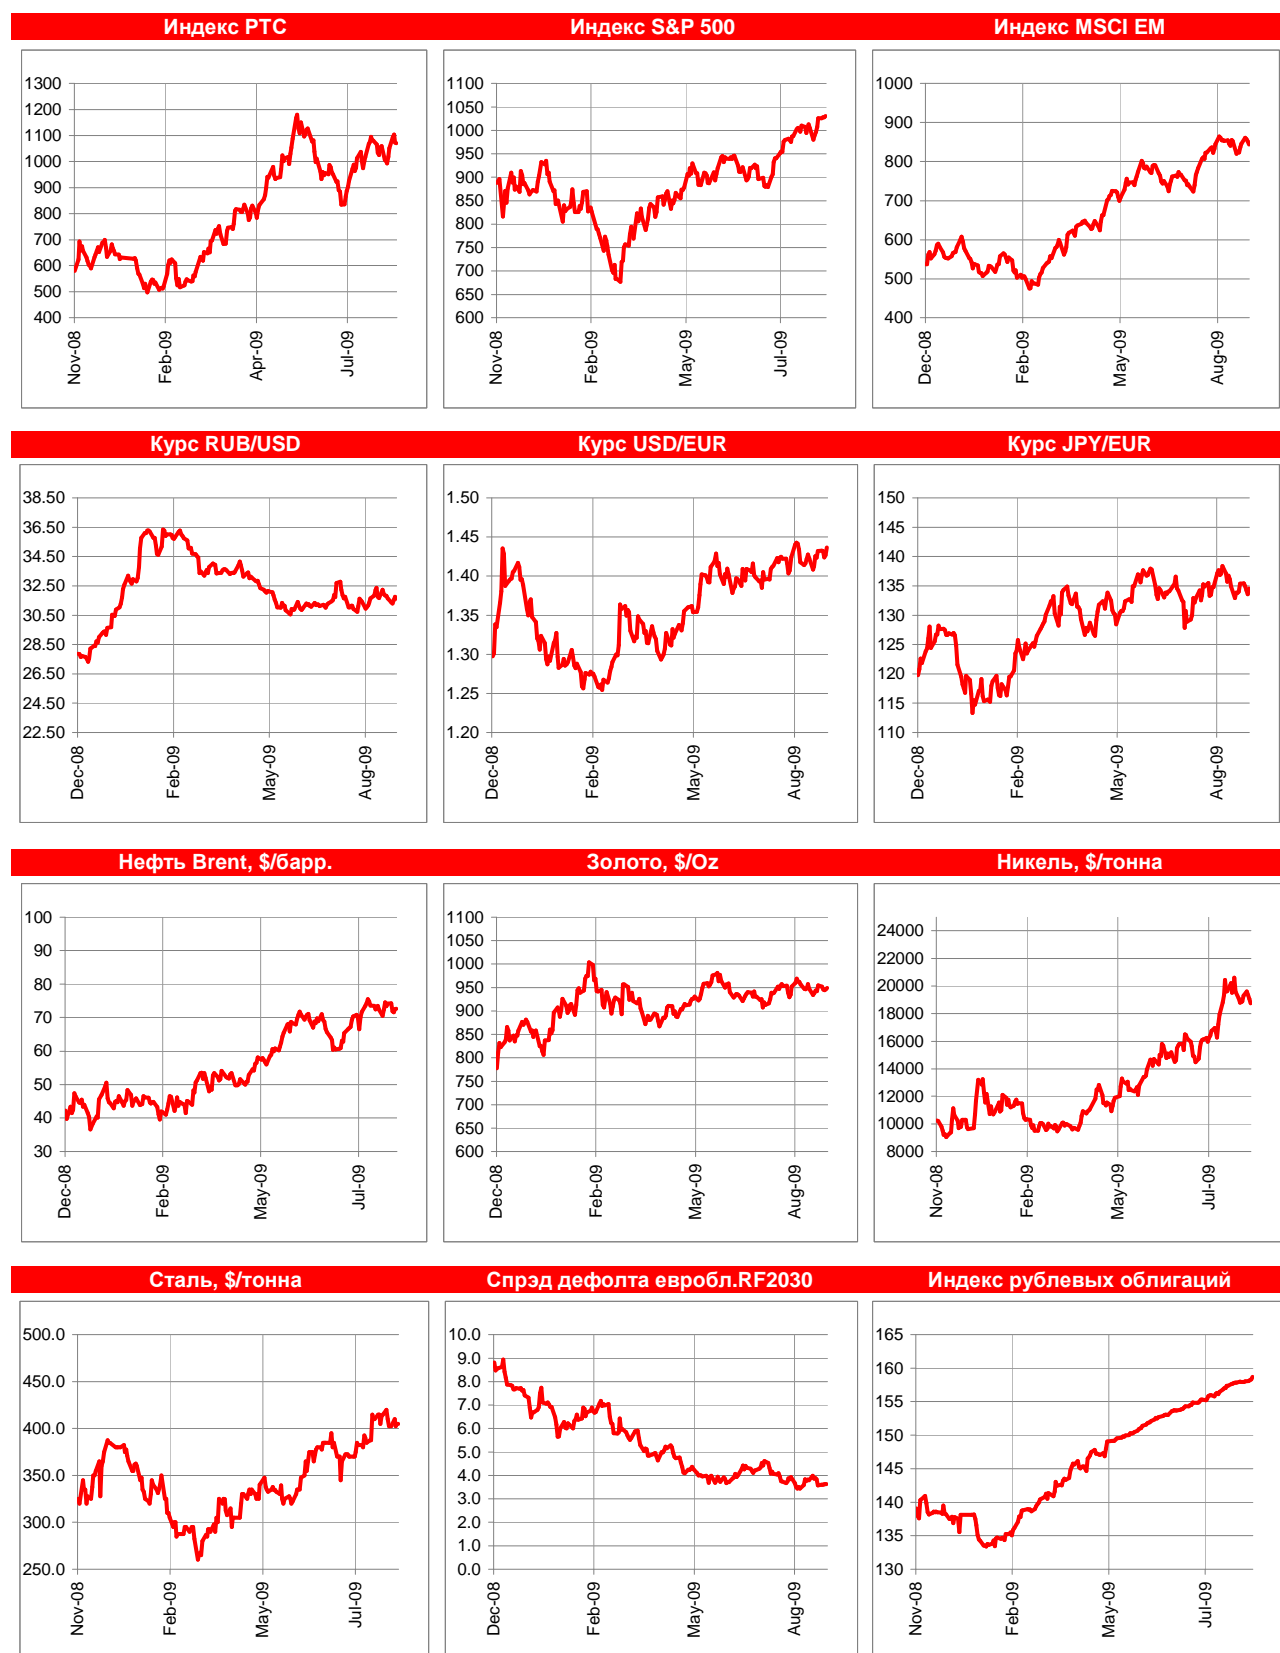 Индекс РТС
Индекс S&P 500
Индекс MSCI EM
1300
1200
1100
1000
900
800
700
600
500
400
Nov-08
Feb-09
Apr-09
Jul-09
1100
1050
1000
950
900
850
800
750
700
650
600
Nov-08
Feb-09
May-09
Jul-09
1000
900
800
700
600
500
400
Dec-08
Feb-09
May-09
Aug-09
Курс RUB/USD
Курс USD/EUR
Курс JPY/EUR
38.50
36.50
34.50
32.50
30.50
28.50
26.50
24.50
22.50
Dec-08
Feb-09
May-09
Aug-09
1.50
1.45
1.40
1.35
1.30
1.25
1.20
Dec-08
Feb-09
May-09
Aug-09
150
145
140
135
130
125
120
115
110
Dec-08
Feb-09
May-09
Aug-09
Нефть Brent, $/барр.
Золото, $/Oz
Никель, $/тонна
100
90
80
70
60
50
40
30
Dec-08
Feb-09
May-09
Jul-09
1100
1050
1000
950
900
850
800
750
700
650
600
Dec-08
Feb-09
May-09
Aug-09
24000
22000
20000
18000
16000
14000
12000
10000
8000
Nov-08
Feb-09
May-09
Jul-09
Сталь, $/тонна
Спрэд дефолта евробл.RF2030
Индекс рублевых облигаций
500.0
450.0
400.0
350.0
300.0
250.0
Nov-08
Feb-09
May-09
Jul-09
10.0
9.0
8.0
7.0
6.0
5.0
4.0
3.0
2.0
1.0
0.0
Dec-08
Feb-09
May-09
Aug-09
165
160
155
150
145
140
135
130
Nov-08
Feb-09
May-09
Jul-09